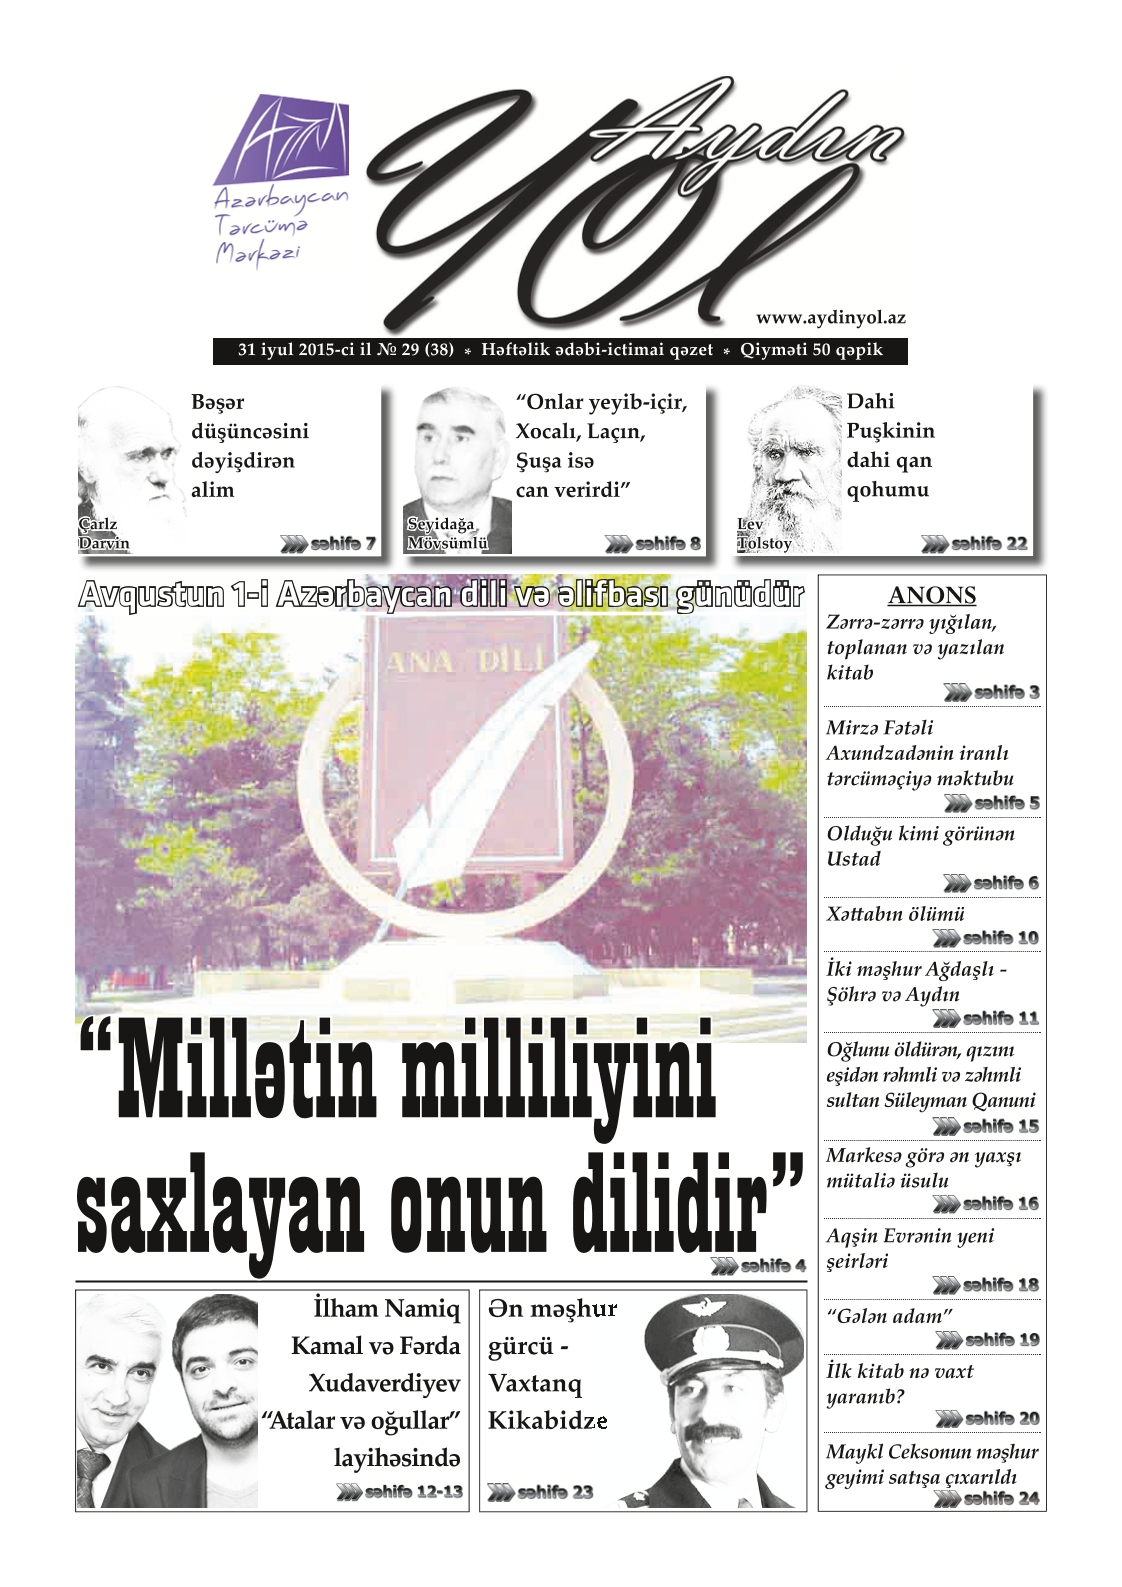 Azərbaycan
Tərcümə
Mərkəzi
Aydın
Yol
www.aydinyol.az
31 iyul 2015-ci il № 29 (38) * Həftəlik ədəbi-ictimai qəzet * Qiyməti 50 qəpik
Bəşər
düşüncəsini
dəyişdirən
alim
Çarlz
Darvin
səhifə 7
“Onlar yeyib-içir,
Xocalı, Laçın,
Şuşa isə
can verirdi”
Seyidağa
Mövsümlü
səhifə 8
Dahi
Puşkinin
dahi qan
qohumu
Lev
Tolstoy
səhifə 22
Avqustun 1-i Azərbaycan dili və əlifbası günüdür
ANA DİLİ
“Millətin milliliyini
saxlayan onun dilidir”
səhifə 4
İlham Namiq
Kamal və Fərda
Xudaverdiyev
“Atalar və oğullar”
layihəsində
səhifə 12-13
Ən məşhur
gürcü -
Vaxtanq
Kikabidze
səhifə 23
ANONS
Zərrə-zərrə yığılan,
toplanan və yazılan
kitab
səhifə 3
Mirzə Fətəli
Axundzadənin iranlı
tərcüməçiyə məktubu
səhifə 5
Olduğu kimi görünən
Ustad
səhifə 6
Xəttabın ölümü
səhifə 10
İki məşhur Ağdaşlı -
Şöhrə və Aydın
səhifə 11
Oğlunu öldürən, qızını
eşidən rəhmli və zəhmli
sultan Süleyman Qanuni
səhifə 15
Markesə görə ən yaxşı
mütaliə üsulu
səhifə 16
Aqşin Evrənin yeni
şeirləri
səhifə 18
“Gələn adam”
səhifə 19
İlk kitab nə vaxt
yaranıb?
səhifə 20
Maykl Ceksonun məşhur
geyimi satışa çıxarıldı
səhifə 24